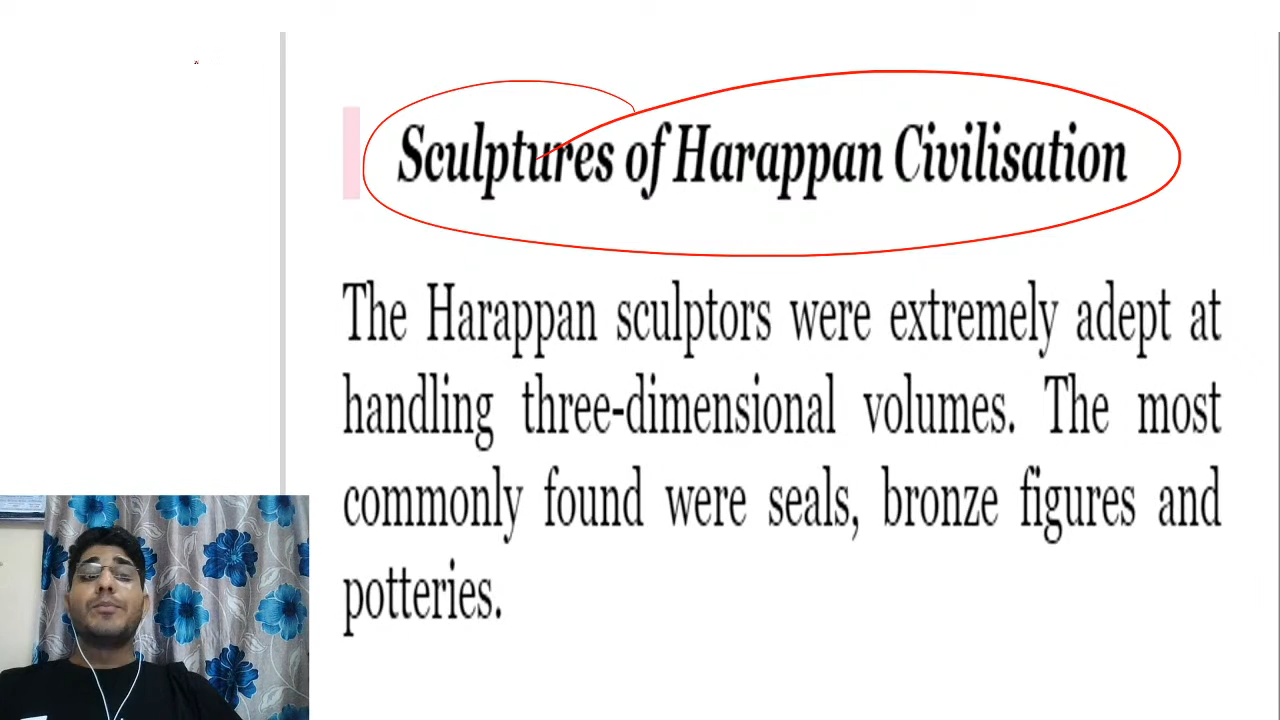 Sculptures of Harappan Civilisation
The Harappan sculptors were extremely adept at
handling three-dimensional volumes. The most
commonly found were seals, bronze figures and
potteries.